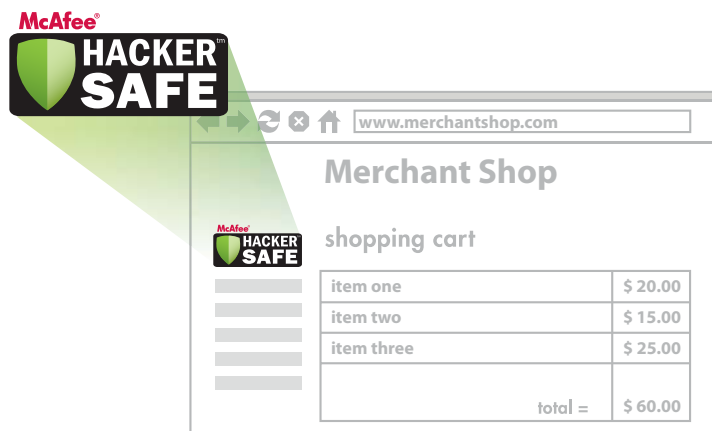 McAfee®
HACKER™
SAFE
www.merchantshop.com
Merchant Shop
McAfee®
HACKER™
SAFE
shopping cart
item one $ 20.00
item two $ 15.00
item three $ 25.00
total = $ 60.00